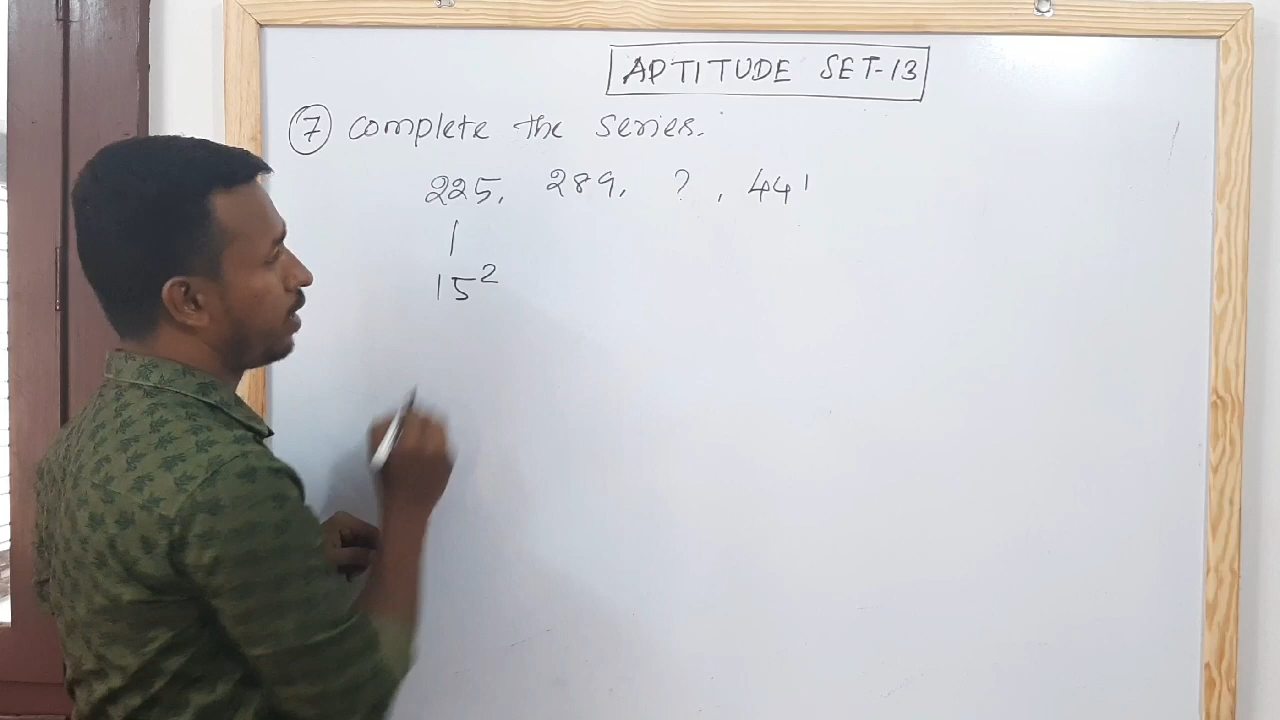 APTITUDE SET-13
7 Complete the series.
225, 289, ? , 441
15²